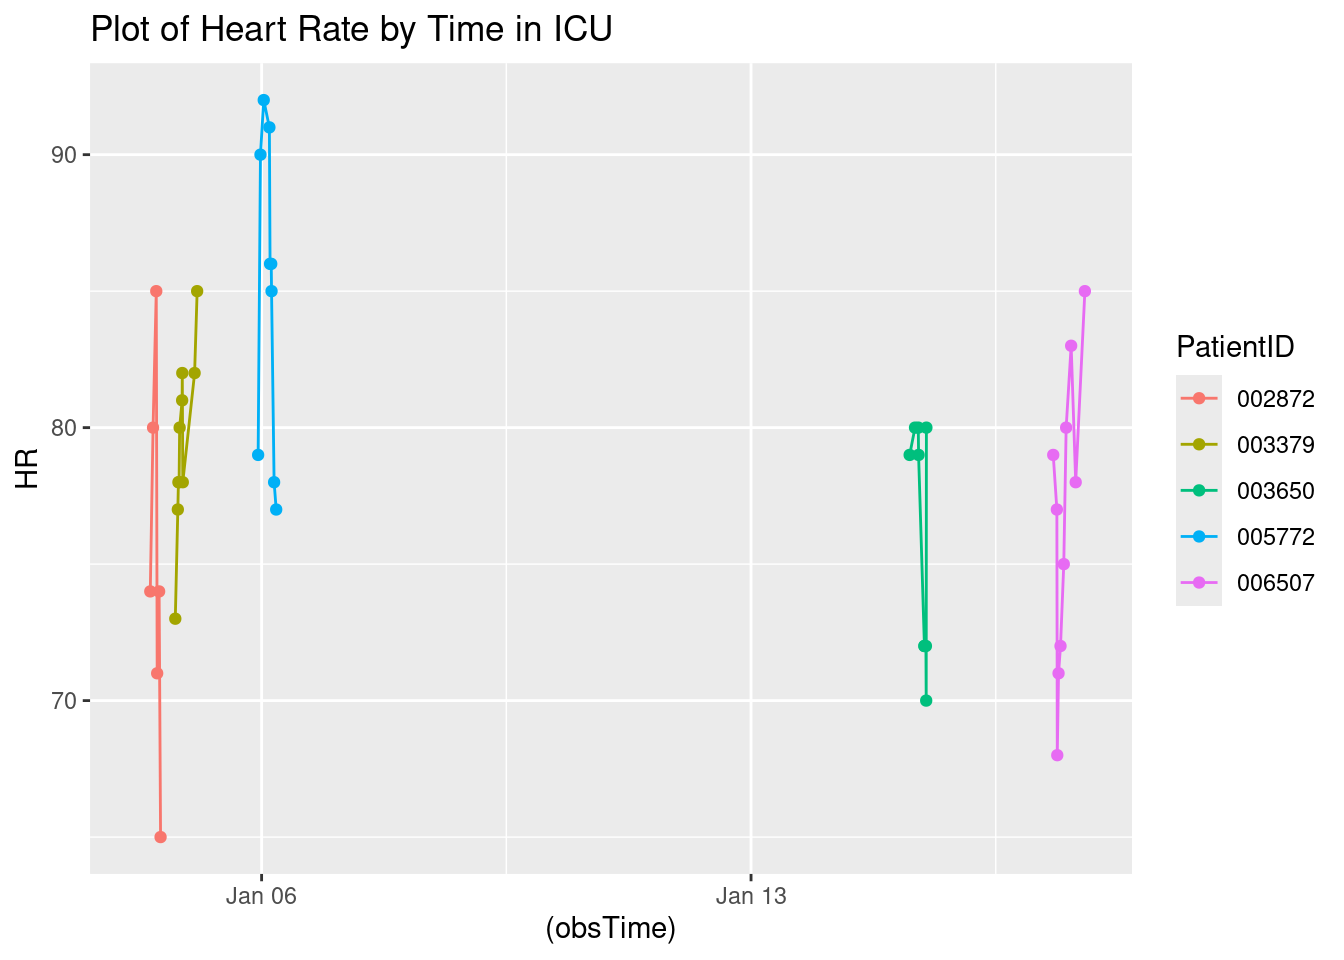 Plot of Heart Rate by Time in ICU
90
80
70
HR
Jan 06
Jan 13
(obsTime)
PatientID
002872
003379
003650
005772
006507